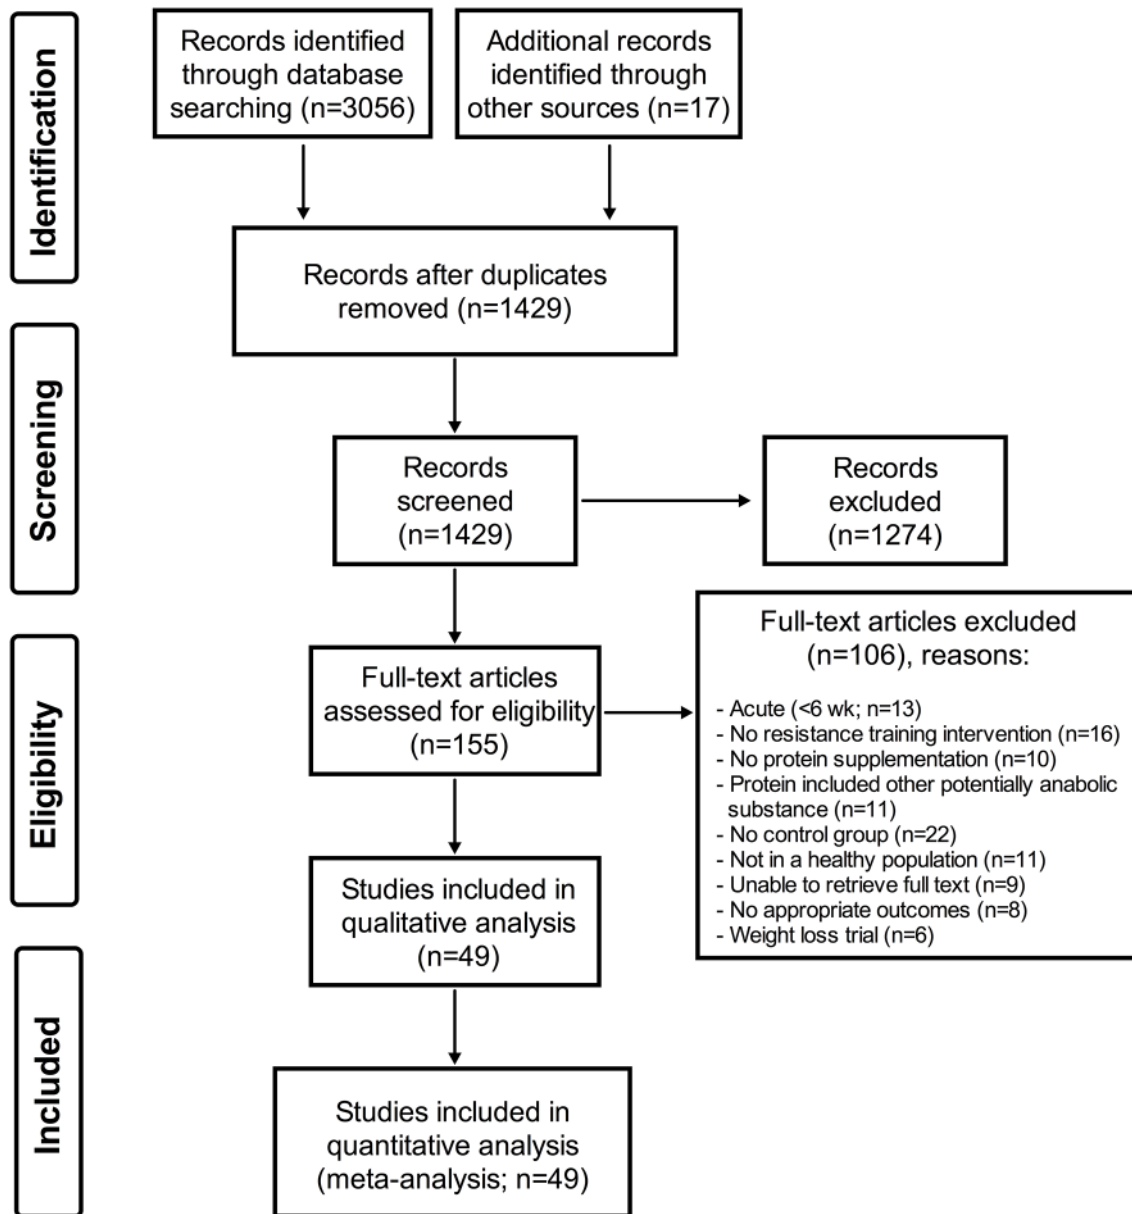 Identification
Records identified
through database
searching (n=3056)
Additional records
identified through
other sources (n=17)
Records after duplicates
removed (n=1429)
Screening
Records
screened
(n=1429)
Records
excluded
(n=1274)
Eligibility
Full-text articles
assessed for eligibility
(n=155)
Full-text articles excluded
(n=106), reasons:
- Acute (<6 wk; n=13)
- No resistance training intervention (n=16)
- No protein supplementation (n=10)
- Protein included other potentially anabolic
substance (n=11)
- No control group (n=22)
- Not in a healthy population (n=11)
- Unable to retrieve full text (n=9)
- No appropriate outcomes (n=8)
- Weight loss trial (n=6)
Studies included in
qualitative analysis
(n=49)
Included
Studies included in
quantitative analysis
(meta-analysis; n=49)